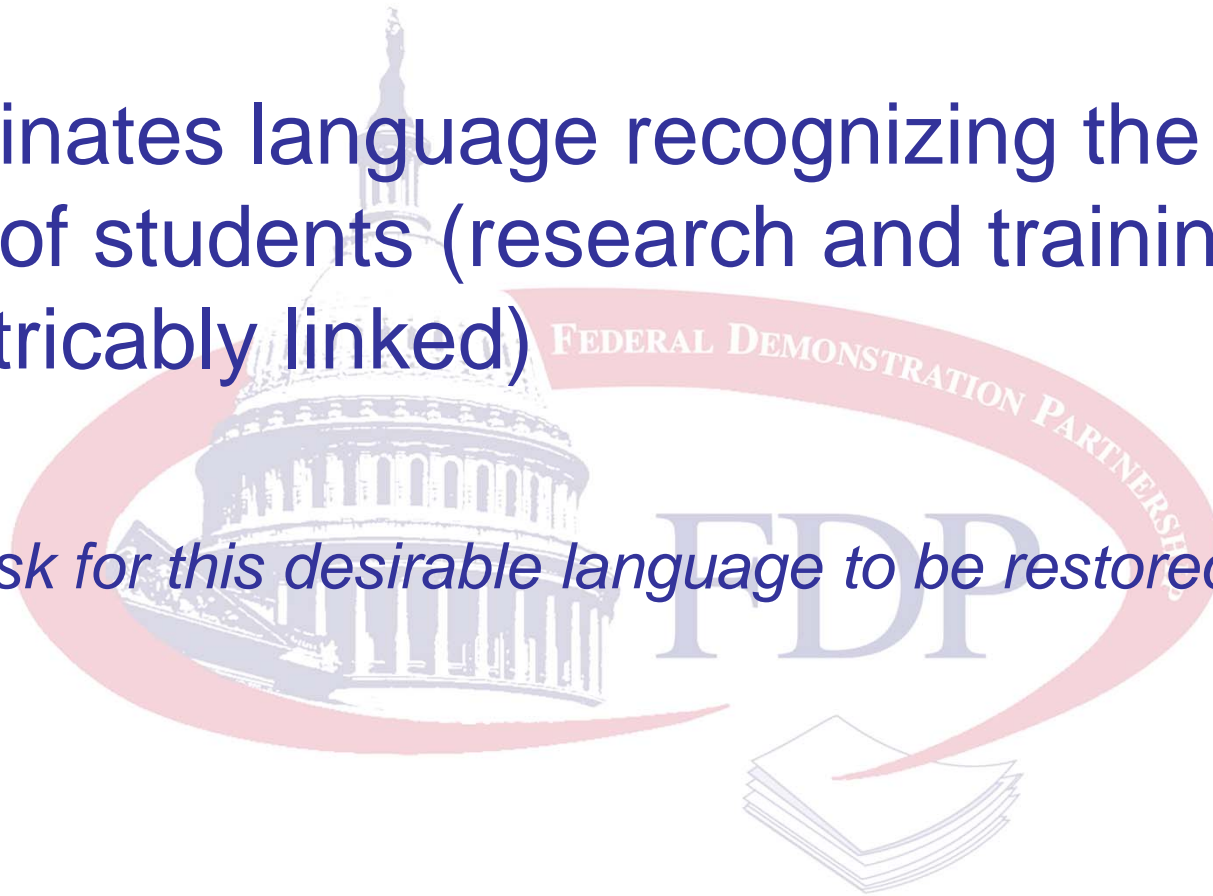 inates language recognizing the
of students (research and trainin
tricably linked)
FEDERAL DEMONSTRATION PARTNERSHIP
sk for this desirable language to be restored
FDP